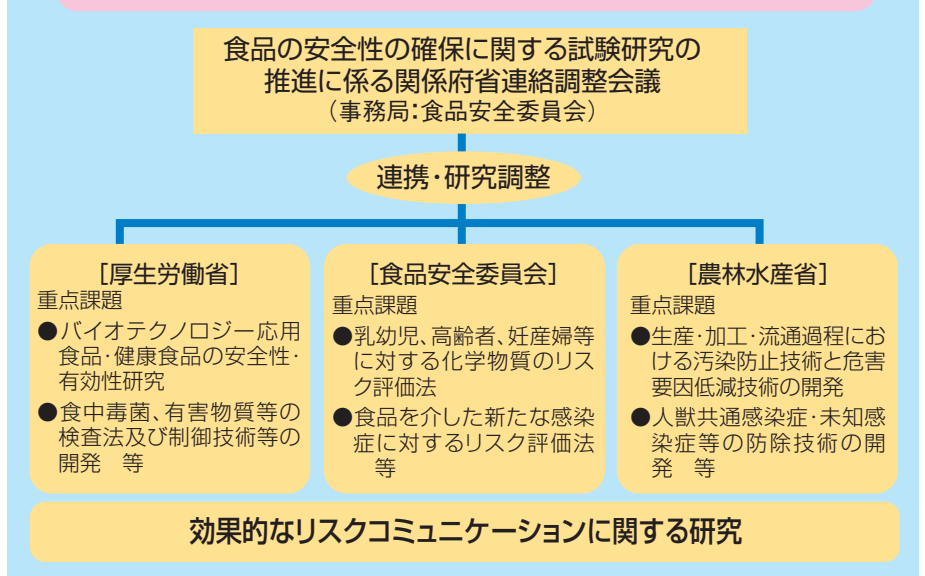 食品の安全性の確保に関する試験研究の
推進に係る関係府省連絡調整会議
（事務局：食品安全委員会）
連携・研究調整
［厚生労働省］
重点課題
●バイオテクノロジー応用
食品・健康食品の安全性・
有効性研究
●食中毒菌、有害物質等の
検査法及び制御技術等の
開発　等
［食品安全委員会］
重点課題
●乳幼児、高齢者、妊産婦等
に対する化学物質のリス
ク評価法
●食品を介した新たな感染
症に対するリスク評価法
等
［農林水産省］
重点課題
●生産・加工・流通過程にお
ける汚染防止技術と危害
要因低減技術の開発
●人獣共通感染症・未知感
染症等の防除技術の開
発　等
効果的なリスクコミュニケーションに関する研究